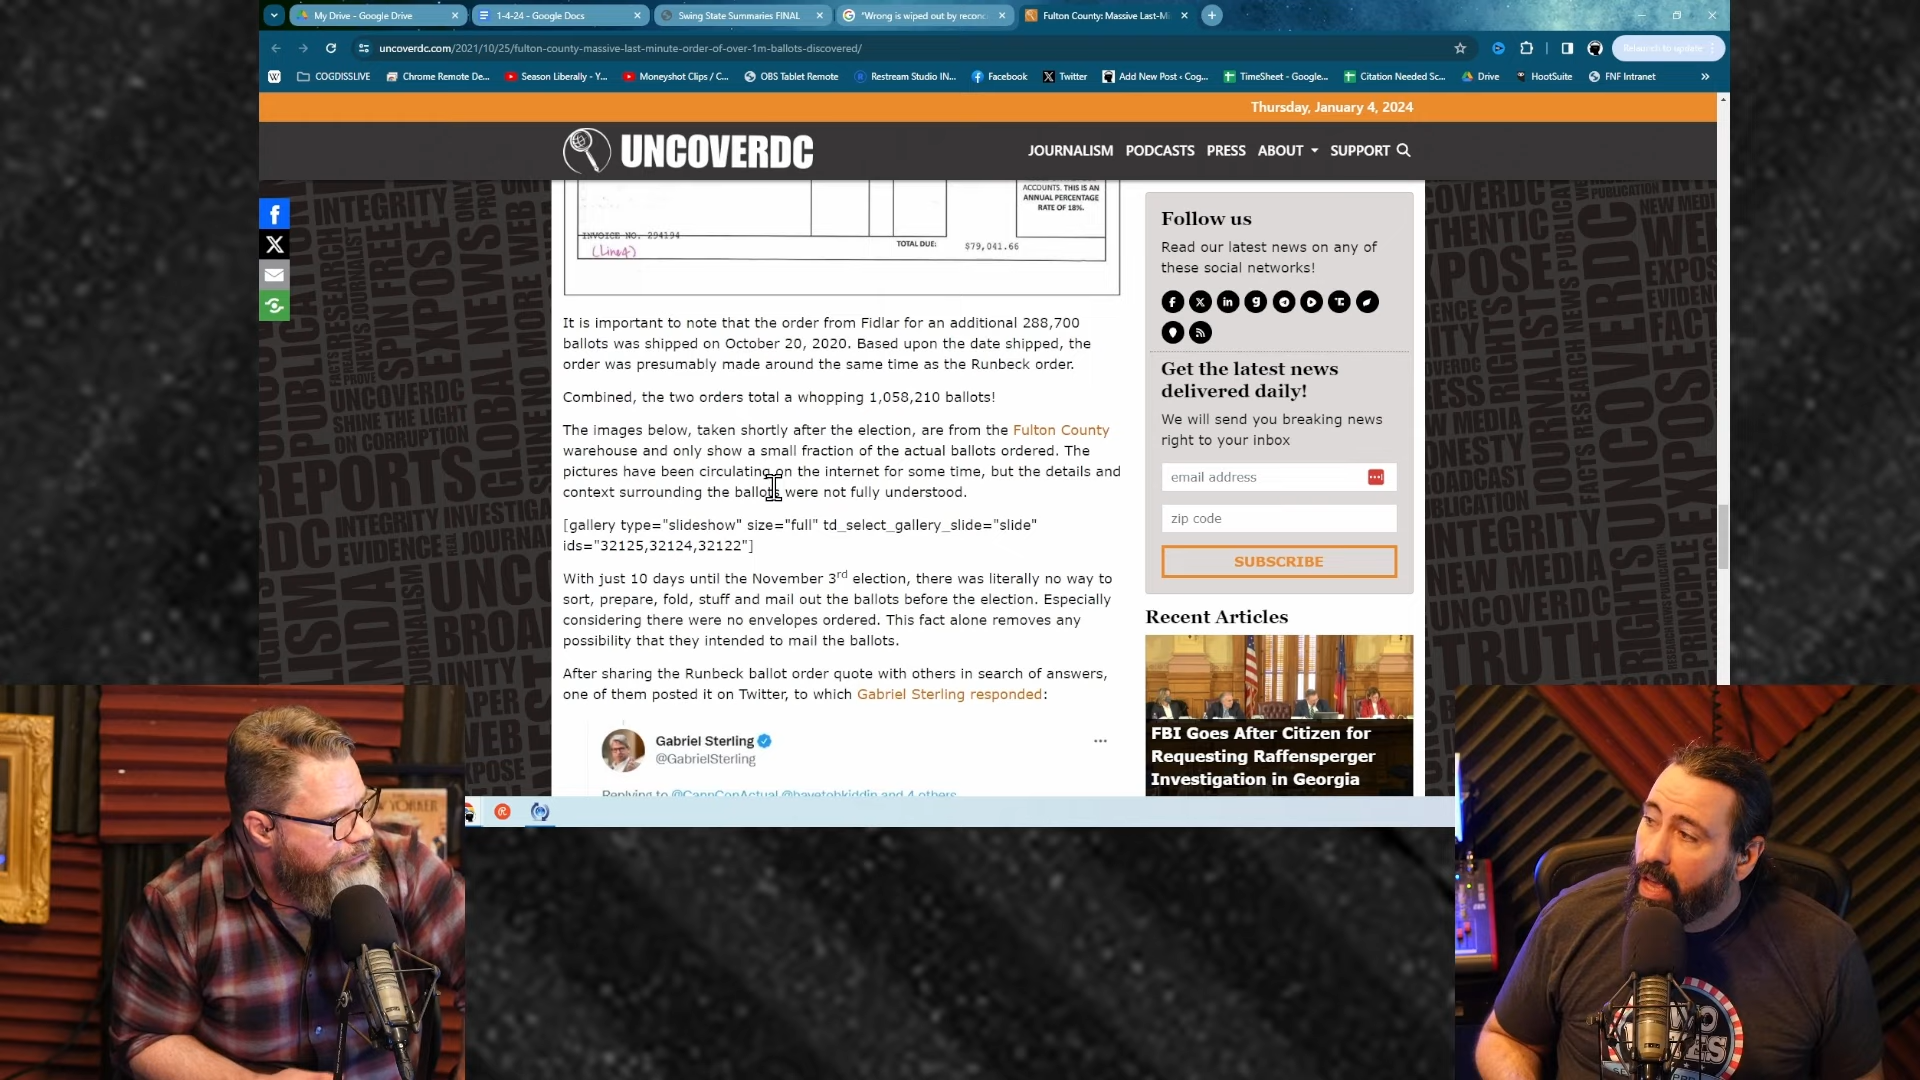 My Drive - Google Drive
1-4-24 - Google Docs
Swing State Summaries FINAL
"Wrong is wiped out by recon
Fulton County: Massive Last-Mi
uncoverdc.com/2021/10/25/fulton-county-massive-last-minute-order-of-over-1m-ballots-discovered/
Relaunch to update
COGDISSLIVE
Chrome Remote De...
Season Liberally - Y...
Moneyshot Clips / C...
OBS Tablet Remote
Restream Studio IN...
Facebook
Twitter
Add New Post ‹ Cog...
TimeSheet - Google...
Citation Needed Sc...
Drive
HootSuite
FNF Intranet
»
Thursday, January 4, 2024
UNCOVERDC
JOURNALISM PODCASTS PRESS ABOUT SUPPORT
ACCOUNTS. THIS IS AN
ANNUAL PERCENTAGE
RATE OF 18%.
INVOICE NO. 294194
TOTAL DUE: $79,041.66
It is important to note that the order from Fidlar for an additional 288,700
ballots was shipped on October 20, 2020. Based upon the date shipped, the
order was presumably made around the same time as the Runbeck order.
Combined, the two orders total a whopping 1,058,210 ballots!
The images below, taken shortly after the election, are from the Fulton County
warehouse and only show a small fraction of the actual ballots ordered. The
pictures have been circulating on the internet for some time, but the details and
context surrounding the ballots were not fully understood.
[gallery type="slideshow" size="full" td_select_gallery_slide="slide"
ids="32125,32124,32122"]
With just 10 days until the November 3rd election, there was literally no way to
sort, prepare, fold, stuff and mail out the ballots before the election. Especially
considering there were no envelopes ordered. This fact alone removes any
possibility that they intended to mail the ballots.
After sharing the Runbeck ballot order quote with others in search of answers,
one of them posted it on Twitter, to which Gabriel Sterling responded:
Gabriel Sterling
@GabrielSterling
Replying to @CannConActual @bayetobkiddin and 4 others
Follow us
Read our latest news on any of
these social networks!
Get the latest news
delivered daily!
We will send you breaking news
right to your inbox
email address
zip code
SUBSCRIBE
Recent Articles
FBI Goes After Citizen for
Requesting Raffensperger
Investigation in Georgia